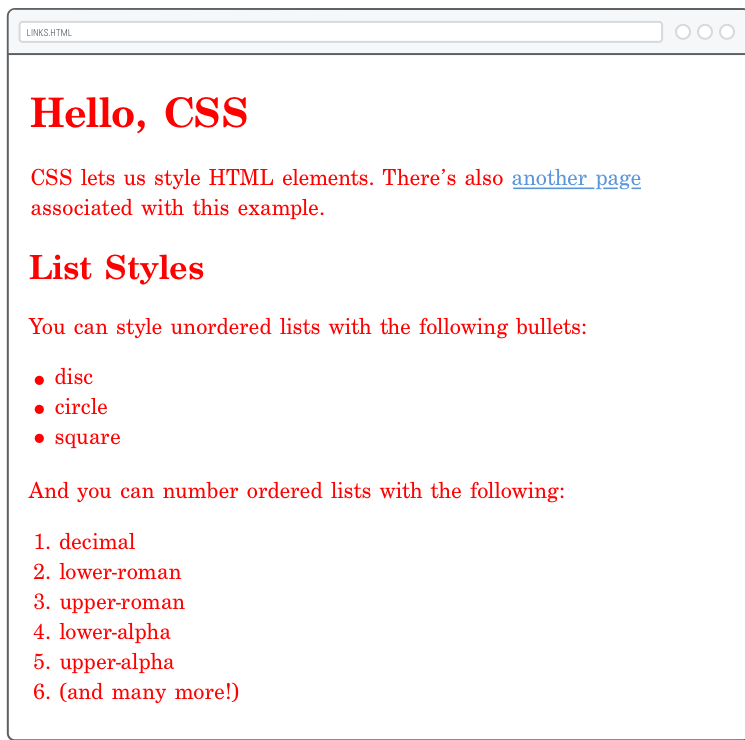 LINKS.HTML
Hello, CSS
CSS lets us style HTML elements. There’s also another page
associated with this example.
List Styles
You can style unordered lists with the following bullets:
• disc
• circle
• square
And you can number ordered lists with the following:
1. decimal
2. lower-roman
3. upper-roman
4. lower-alpha
5. upper-alpha
6. (and many more!)